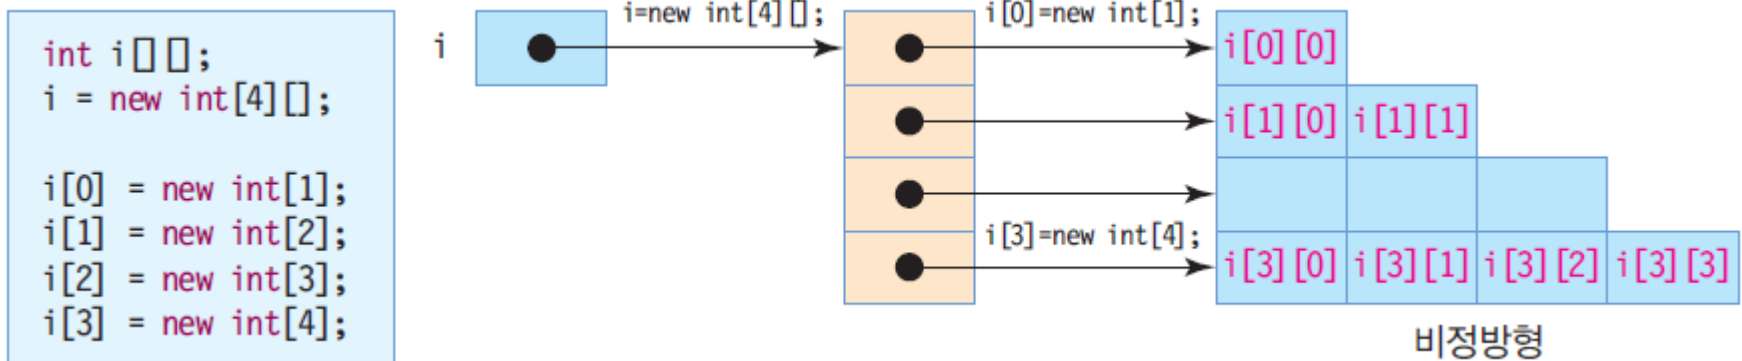 int i[][];
i = new int[4][];
i[0] = new int[1];
i[1] = new int[2];
i[2] = new int[3];
i[3] = new int[4];
i
i=new int[4][];
i[0]=new int[1];
i[3]=new int[4];
i[0][0]
i[1][0] i[1][1]
i[3][0] i[3][1] i[3][2] i[3][3]
비정방형